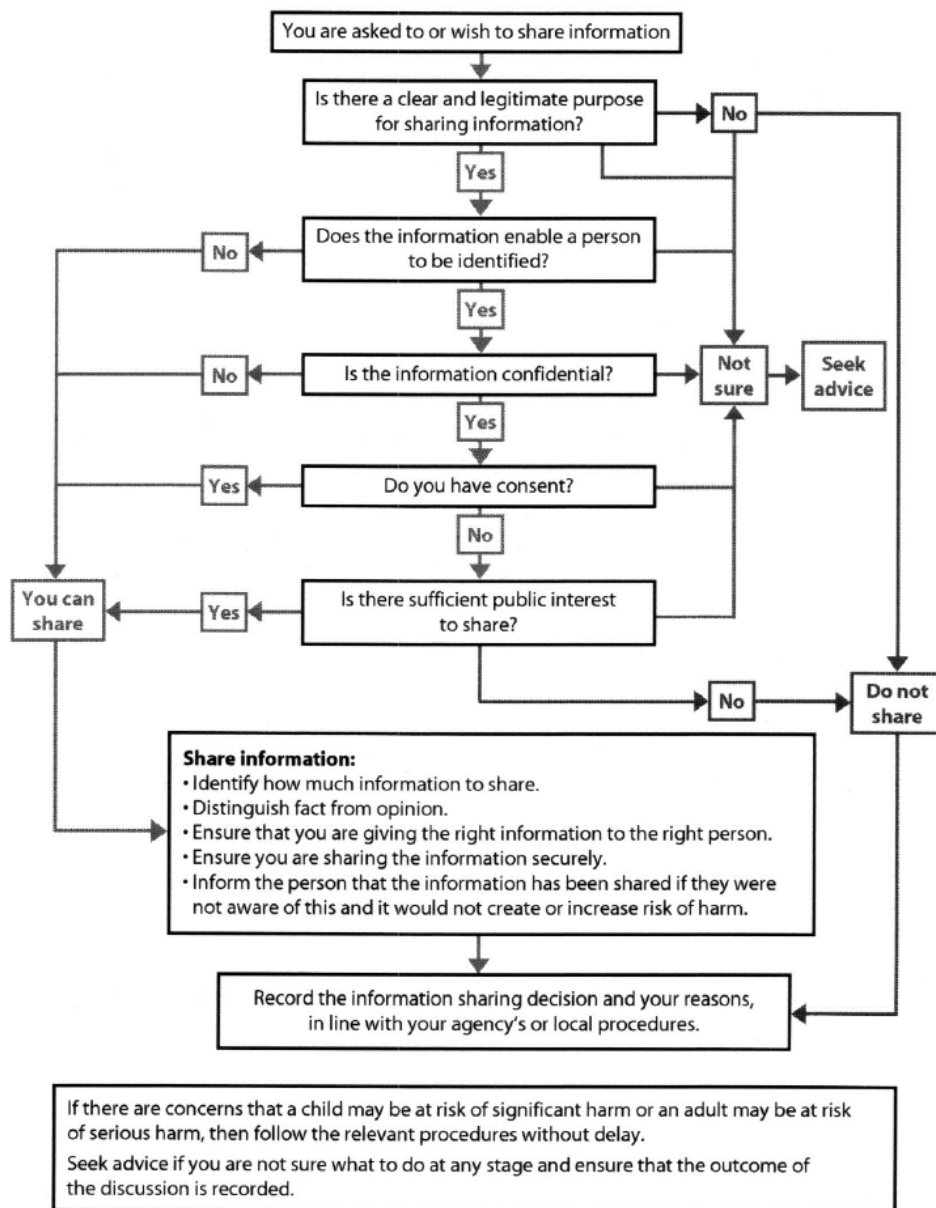 You are asked to or wish to share information
Is there a clear and legitimate purpose
for sharing information?
No
Yes
Does the information enable a person
to be identified?
No
Yes
Is the information confidential?
No
Not
sure
Seek
advice
Yes
Do you have consent?
Yes
No
Is there sufficient public interest
to share?
Yes
You can
share
No
Do not
share
Share information:
• Identify how much information to share.
• Distinguish fact from opinion.
• Ensure that you are giving the right information to the right person.
• Ensure you are sharing the information securely.
• Inform the person that the information has been shared if they were
not aware of this and it would not create or increase risk of harm.
Record the information sharing decision and your reasons,
in line with your agency's or local procedures.
If there are concerns that a child may be at risk of significant harm or an adult may be at risk
of serious harm, then follow the relevant procedures without delay.
Seek advice if you are not sure what to do at any stage and ensure that the outcome of
the discussion is recorded.